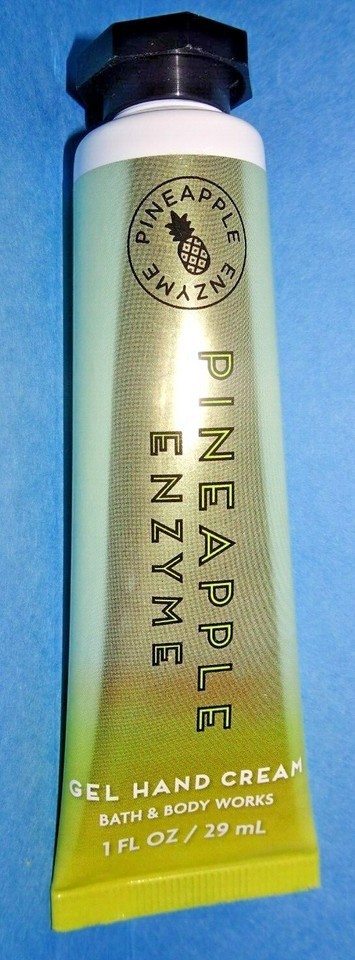 PINEAPPLE ENZYME
PINEAPPLE
ENZYME
GEL HAND CREAM
BATH & BODY WORKS
1 FL OZ / 29 mL